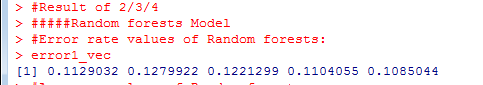 > #Result of 2/3/4
> #####Random forests Model
> #Error rate values of Random forests:
> error1_vec
[1] 0.1129032 0.1279922 0.1221299 0.1104055 0.1085044